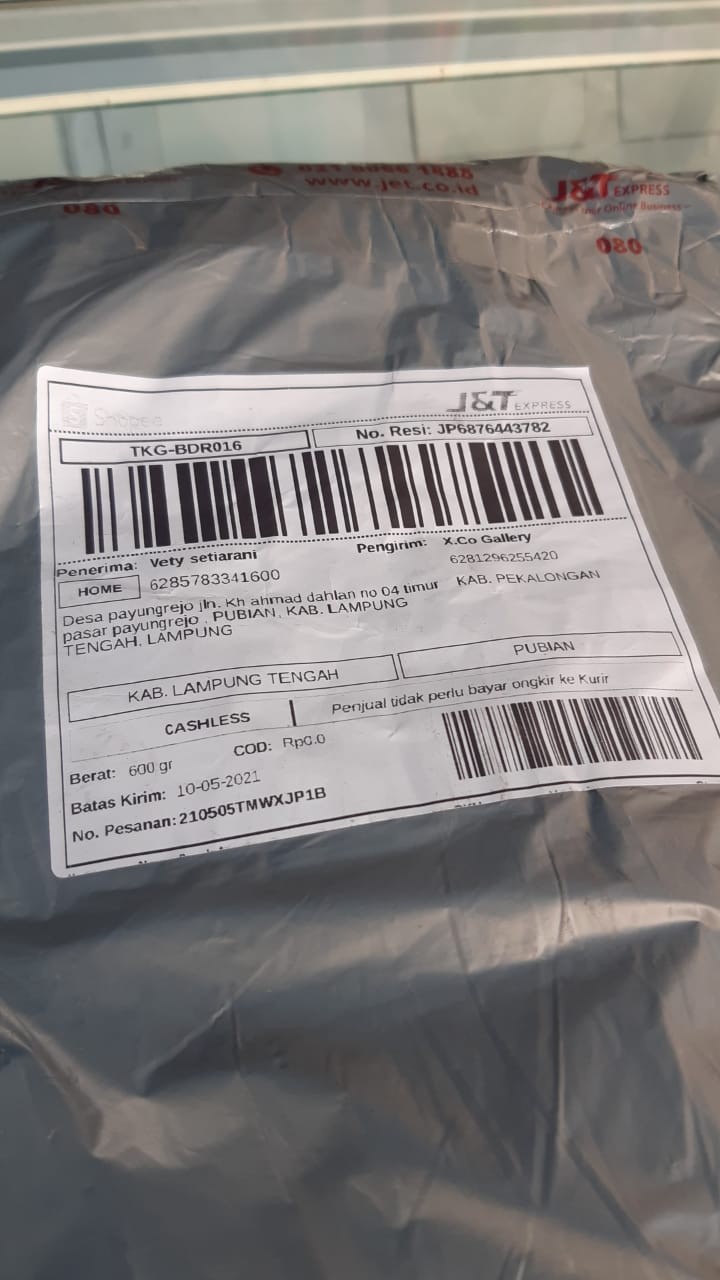 www.jet.co.id
J&T EXPRESS
080
080
Shopee
J&T EXPRESS
TKG-BDR016
No. Resi: JP6876443782
Penerima: Vety setiarani
Pengirim: X.Co Gallery
HOME
6285783341600
6281296255420
KAB. PEKALONGAN
Desa payungrejo jln. Kh ahmad dahlan no 04 timur
pasar payungrejo , PUBIAN, KAB. LAMPUNG
TENGAH, LAMPUNG
KAB. LAMPUNG TENGAH
PUBIAN
CASHLESS
Penjual tidak perlu bayar ongkir ke Kurir
Berat: 600 gr
COD: Rp0.0
Batas Kirim: 10-05-2021
No. Pesanan: 210505TMWXJP1B